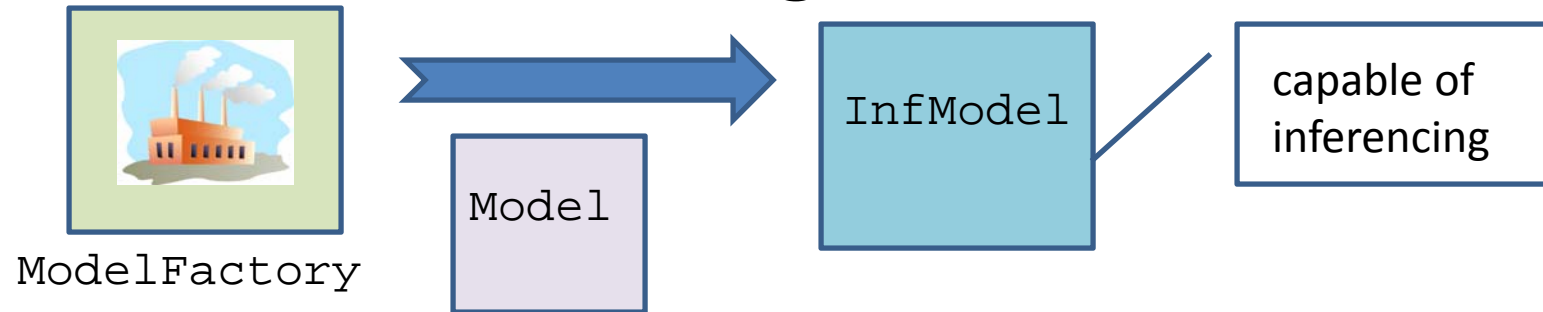 ModelFactory
Model
InfModel
capable of
inferencing